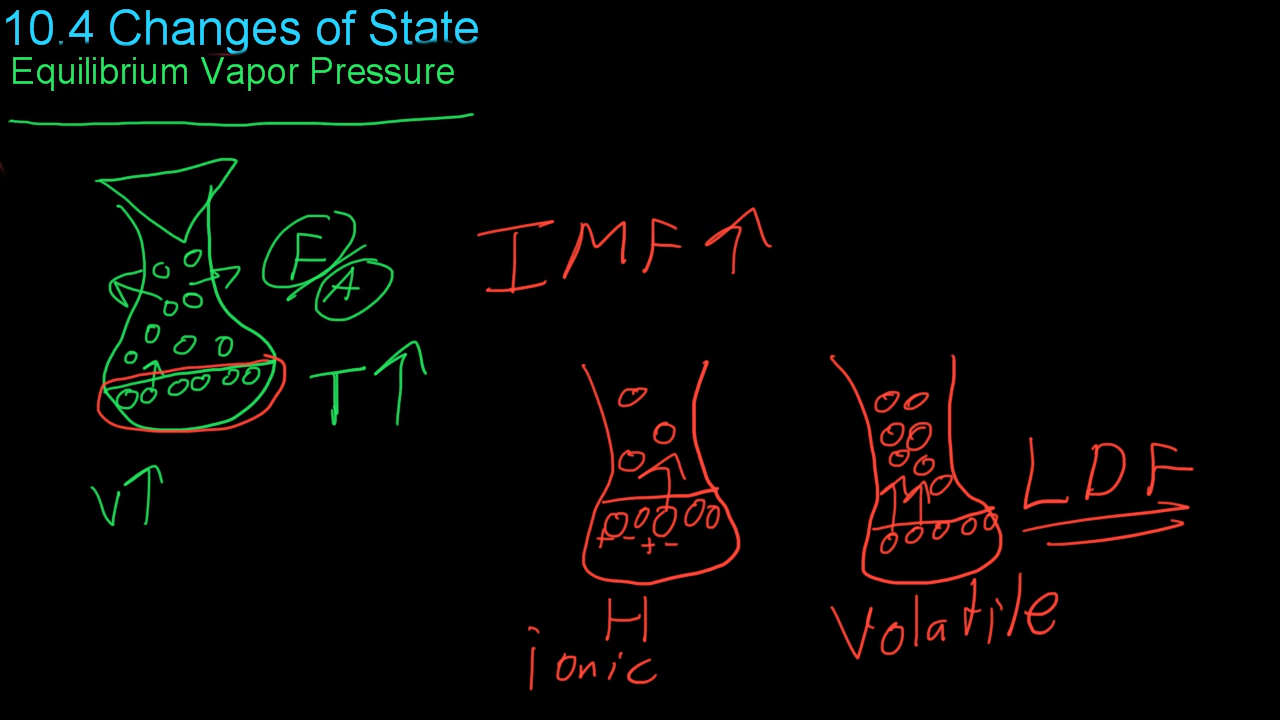 10.4 Changes of State
Equilibrium Vapor Pressure
F/A
IMF↑
T↑
V↑
LDF
+ - + -
H
ionic
Volatile